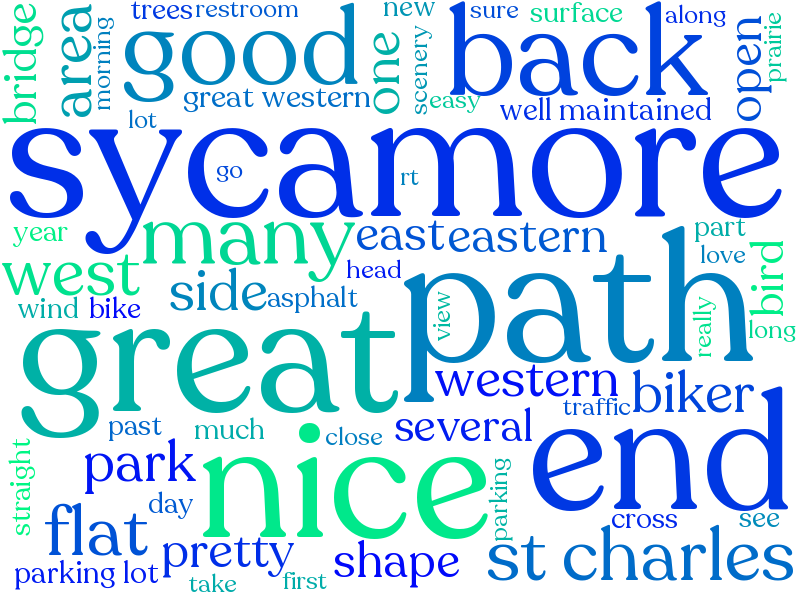 bridge
area
morning
trees
restroom
good
great western
lot
one
new
scenery
easy
back
sure
surface
along
well maintained
open
prairie
sycamore
go
rt
year
many
east
eastern
part
love
west
side
asphalt
head
wind
bike
bird
long
great
path
view
really
western
biker
traffic
several
past
much
close
nice
end
straight
park
day
parking
cross
see
flat
pretty
shape
st charles
parking lot
take
first